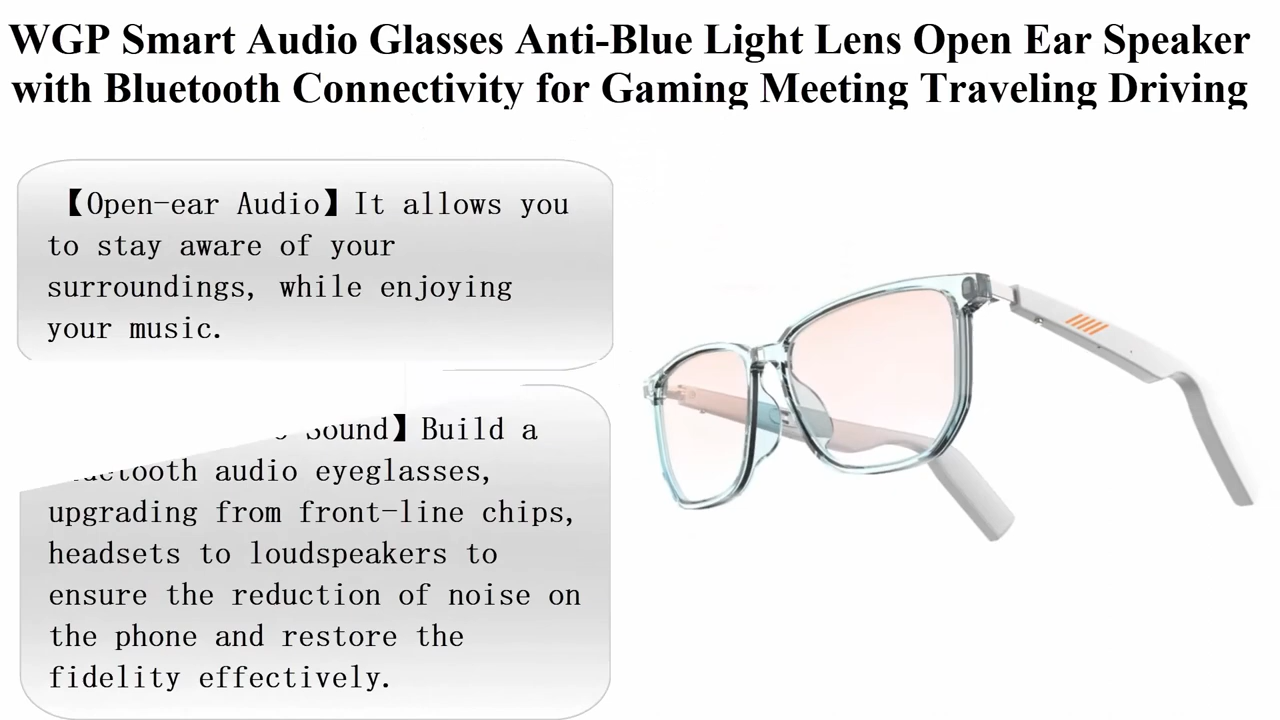 WGP Smart Audio Glasses Anti-Blue Light Lens Open Ear Speaker
with Bluetooth Connectivity for Gaming Meeting Traveling Driving
【Open-ear Audio】It allows you
to stay aware of your
surroundings, while enjoying
your music.
Sound】Build a
audio eyeglasses,
upgrading from front-line chips,
headsets to loudspeakers to
ensure the reduction of noise on
the phone and restore the
fidelity effectively.